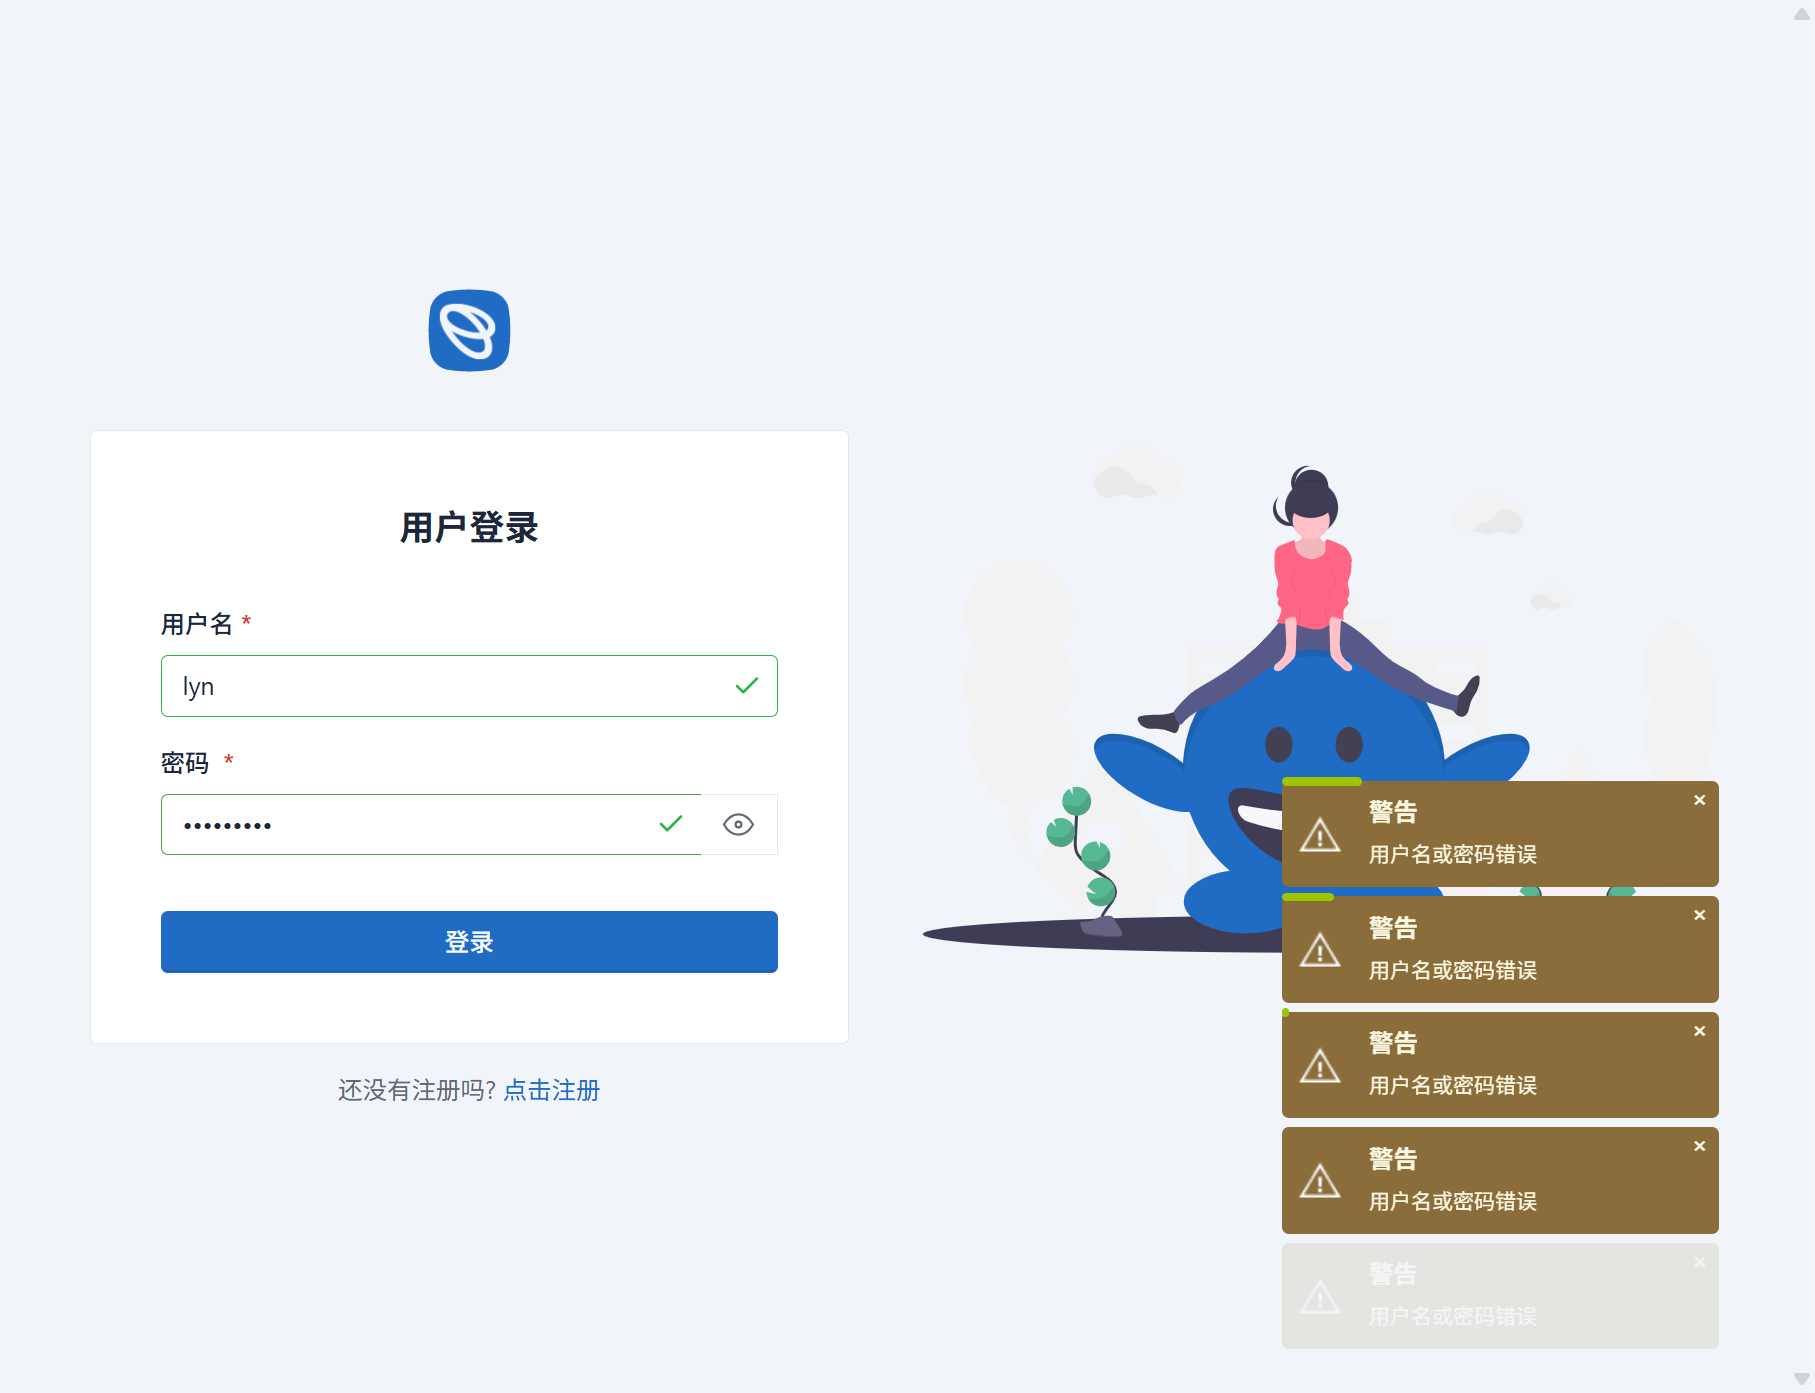 用户登录
用户名 *
lyn
密码 *
•••••••••
登录
还没有注册吗? 点击注册
警告
用户名或密码错误
警告
用户名或密码错误
警告
用户名或密码错误
警告
用户名或密码错误
警告
用户名或密码错误